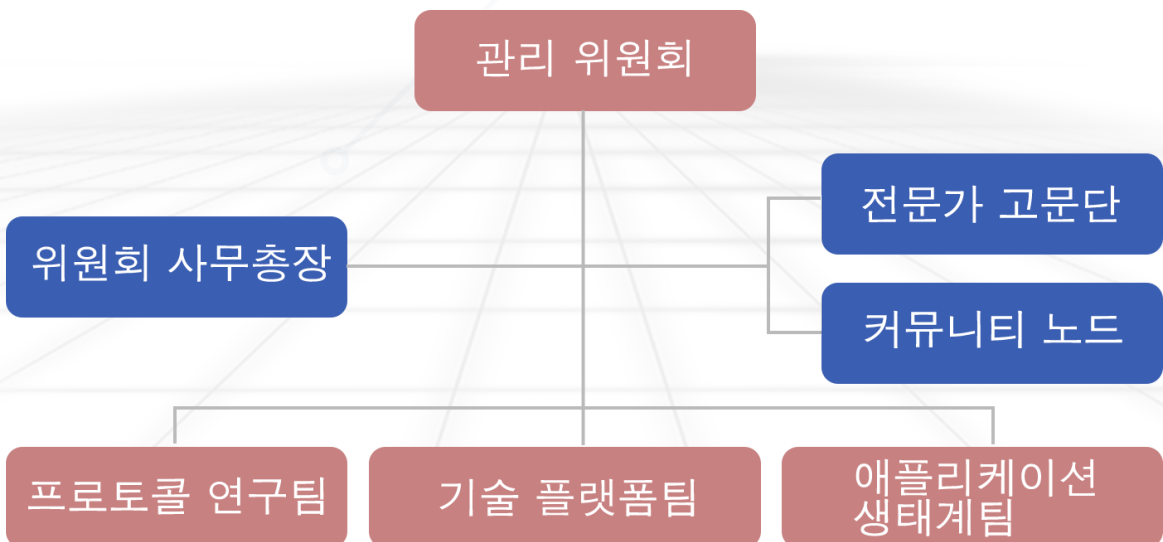 관리 위원회
전문가 고문단
위원회 사무총장
커뮤니티 노드
프로토콜 연구팀
기술 플랫폼팀
애플리케이션
생태계팀